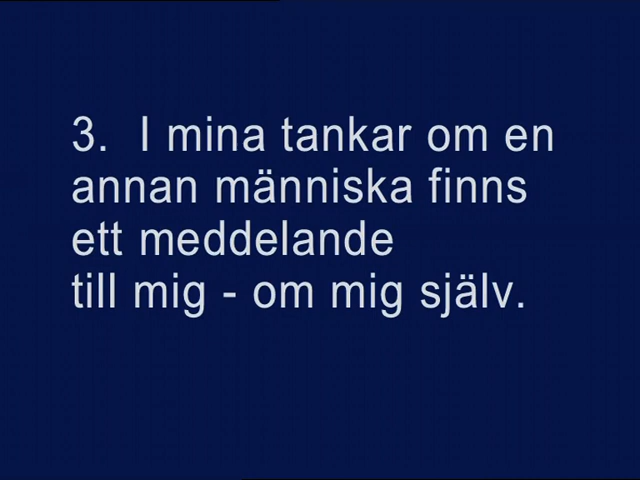 3. I mina tankar om en
annan människa finns
ett meddelande
till mig - om mig själv.